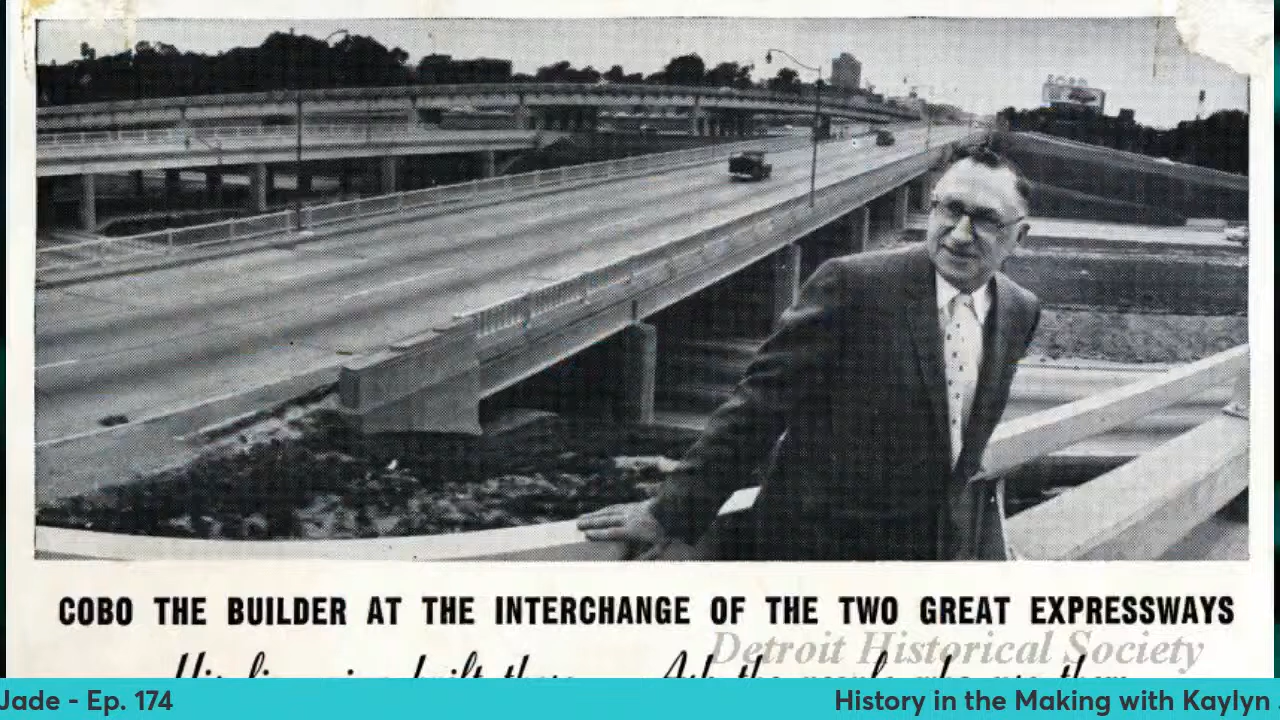 COBO THE BUILDER AT THE INTERCHANGE OF THE TWO GREAT EXPRESSWAYS
Detroit Historical Society
Jade - Ep. 174
History in the Making with Kaylyn